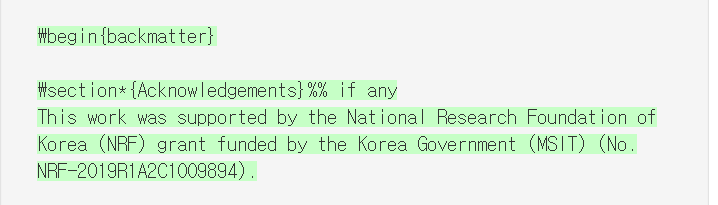 ₩begin{backmatter}
₩section*{Acknowledgements}%% if any
This work was supported by the National Research Foundation of
Korea (NRF) grant funded by the Korea Government (MSIT) (No.
NRF-2019R1A2C1009894).